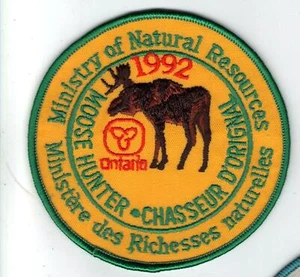 Ministry of Natural Resources
1992
MOOSE HUNTER • CHASSEUR D'ORIGNAL
Ontario
Ministère des Richesses naturelles